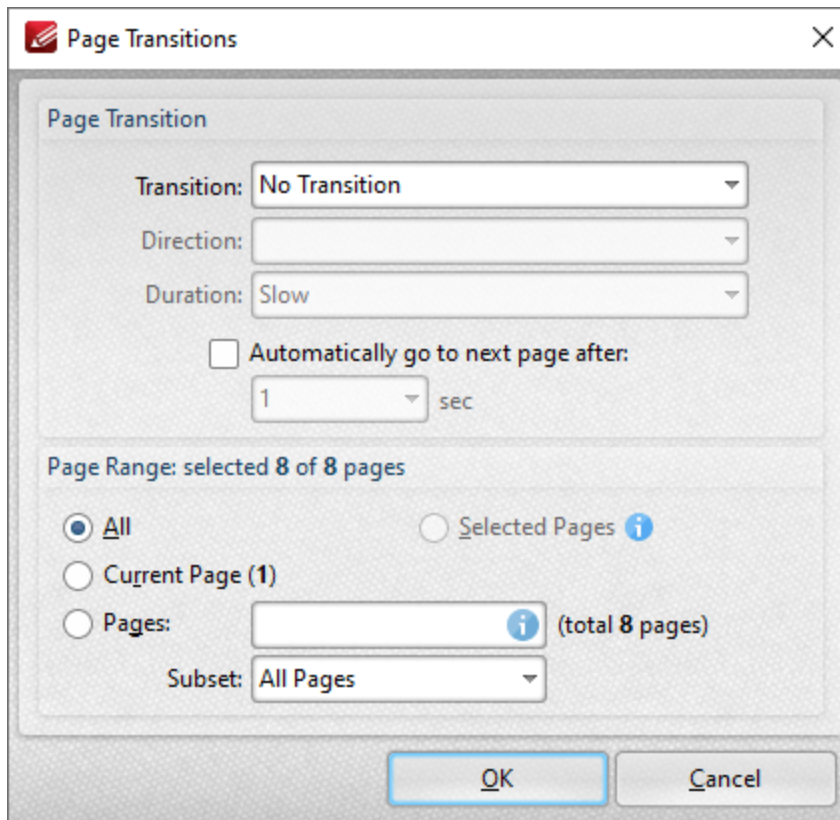 Page Transitions
Page Transition
Transition: No Transition
Direction:
Duration: Slow
Automatically go to next page after:
1 sec
Page Range: selected 8 of 8 pages
All Selected Pages
Current Page (1)
Pages: (total 8 pages)
Subset: All Pages
OK Cancel